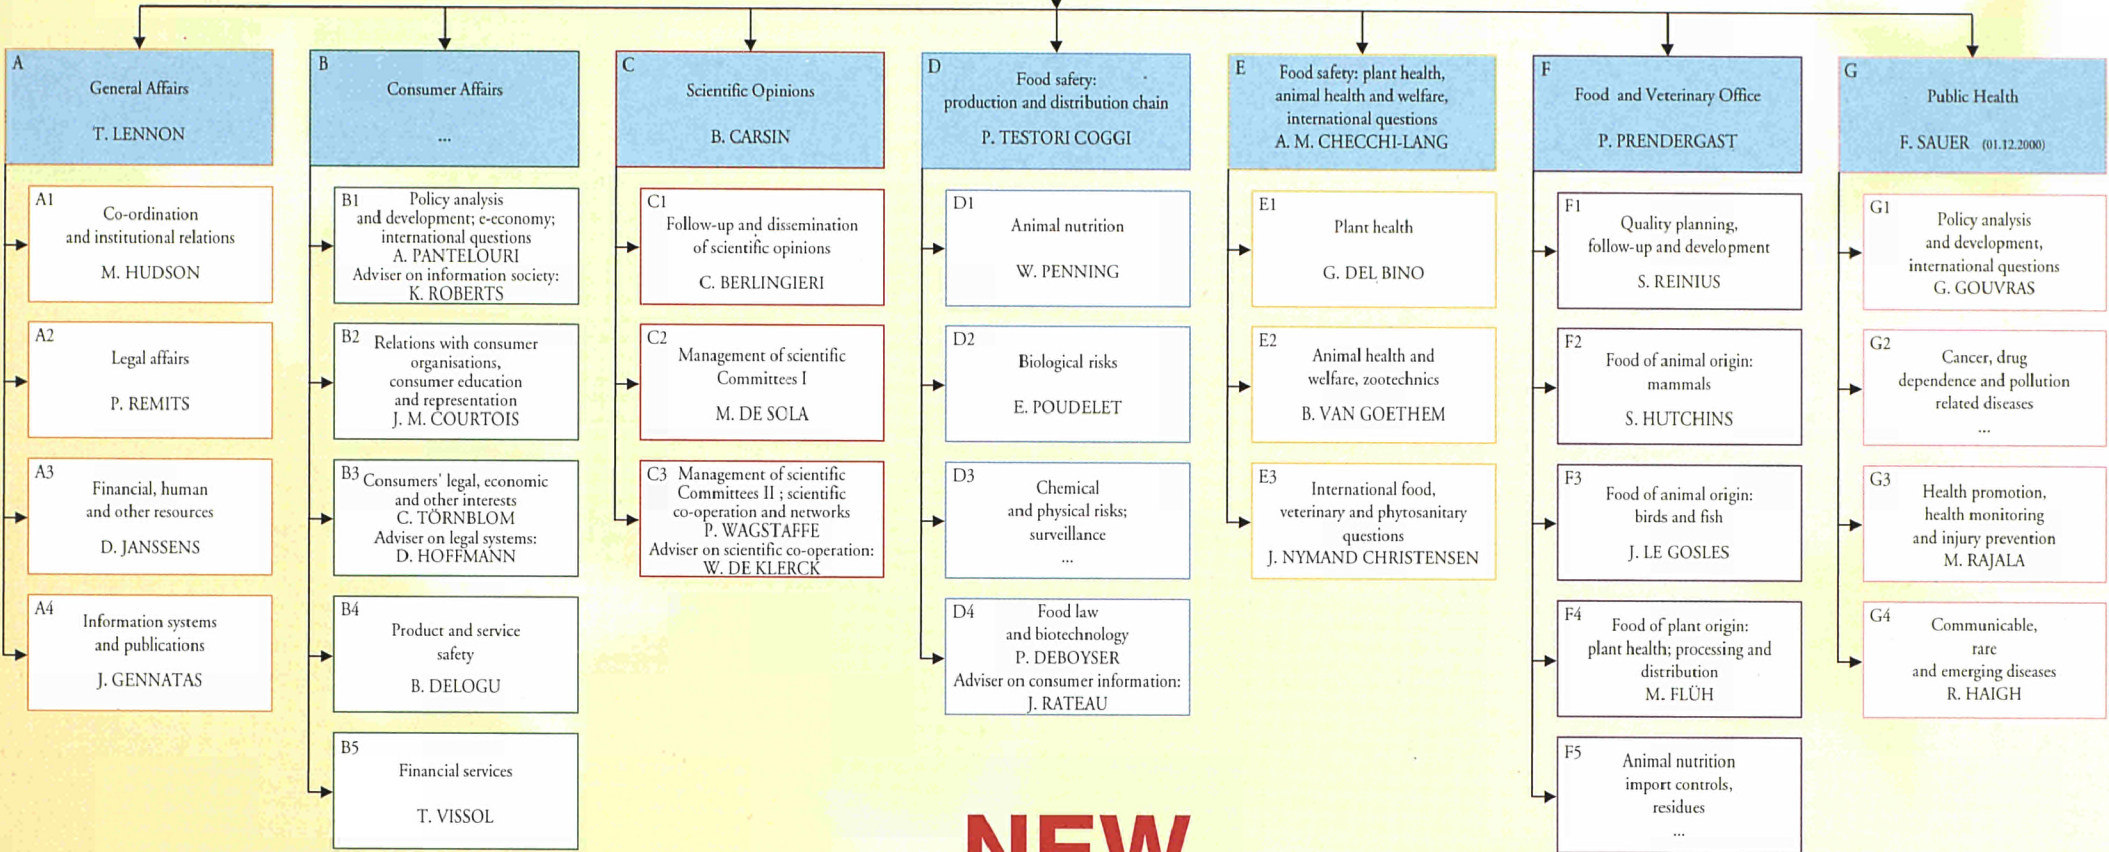 A
General Affairs
T. LENNON
A1
Co-ordination
and institutional relations
M. HUDSON
A2
Legal affairs
P. REMITS
A3
Financial, human
and other resources
D. JANSSENS
A4
Information systems
and publications
J. GENNATAS
B
Consumer Affairs
...
B1
Policy analysis
and development; e-economy;
international questions
A. PANTELOURI
Adviser on information society:
K. ROBERTS
B2
Relations with consumer
organisations,
consumer education
and representation
J. M. COURTOIS
B3
Consumers' legal, economic
and other interests
C. TÖRNBLOM
Adviser on legal systems:
D. HOFFMANN
B4
Product and service
safety
B. DELOGU
B5
Financial services
T. VISSOL
C
Scientific Opinions
B. CARSIN
C1
Follow-up and dissemination
of scientific opinions
C. BERLINGIERI
C2
Management of scientific
Committees I
M. DE SOLA
C3
Management of scientific
Committees II ; scientific
co-operation and networks
P. WAGSTAFFE
Adviser on scientific co-operation:
W. DE KLERCK
D
Food safety:
production and distribution chain
P. TESTORI COGGI
D1
Animal nutrition
W. PENNING
D2
Biological risks
E. POUDELET
D3
Chemical
and physical risks;
surveillance
...
D4
Food law
and biotechnology
P. DEBOYSER
Adviser on consumer information:
J. RATEAU
E
Food safety: plant health,
animal health and welfare,
international questions
A. M. CHECCHI-LANG
E1
Plant health
G. DEL BINO
E2
Animal health and
welfare, zootechnics
B. VAN GOETHEM
E3
International food,
veterinary and phytosanitary
questions
J. NYMAND CHRISTENSEN
F
Food and Veterinary Office
P. PRENDERGAST
F1
Quality planning,
follow-up and development
S. REINIUS
F2
Food of animal origin:
mammals
S. HUTCHINS
F3
Food of animal origin:
birds and fish
J. LE GOSLES
F4
Food of plant origin:
plant health; processing and
distribution
M. FLÜH
F5
Animal nutrition
import controls,
residues
...
G
Public Health
F. SAUER (01.12.2000)
G1
Policy analysis
and development,
international questions
G. GOUVRAS
G2
Cancer, drug
dependence and pollution
related diseases
...
G3
Health promotion,
health monitoring
and injury prevention
M. RAJALA
G4
Communicable,
rare
and emerging diseases
R. HAIGH
NEW